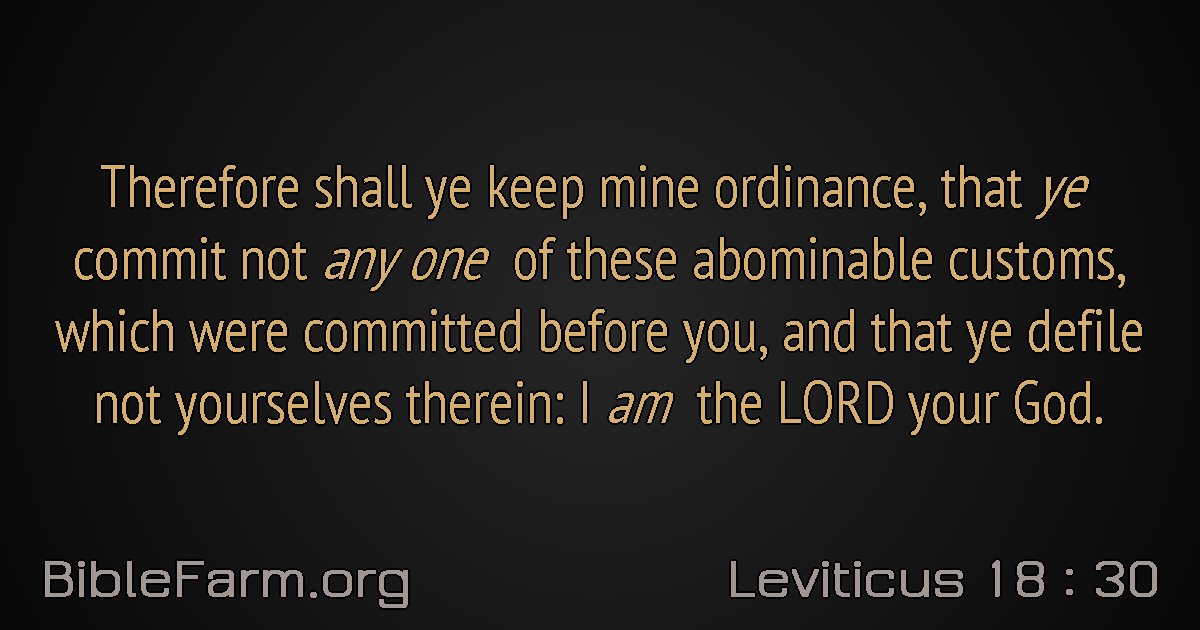 Therefore shall ye keep mine ordinance, that ye
commit not any one of these abominable customs,
which were committed before you, and that ye defile
not yourselves therein: I am the LORD your God.
BibleFarm.org
Leviticus 18 : 30